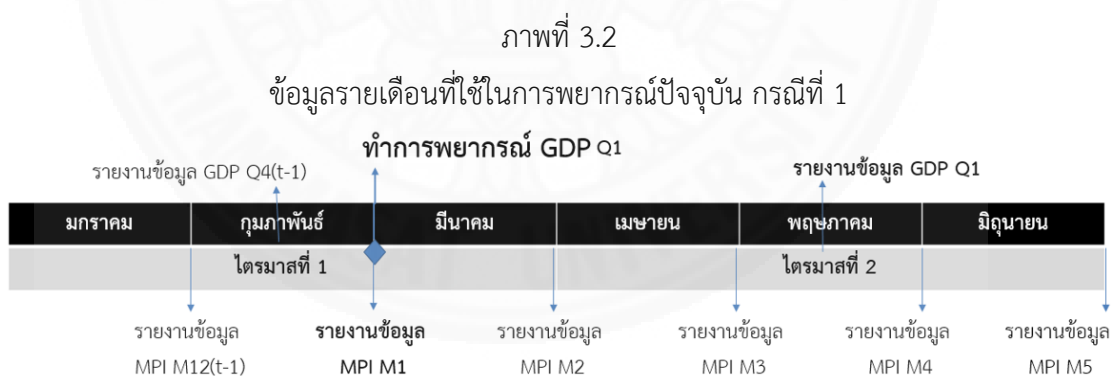 ภาพที่ 3.2
ข้อมูลรายเดือนที่ใช้ในการพยากรณ์ปัจจุบัน กรณีที่ 1
ทำการพยากรณ์ GDP Q1
รายงานข้อมูล GDP Q4(t-1)
รายงานข้อมูล GDP Q1
มกราคม กุมภาพันธ์ มีนาคม เมษายน พฤษภาคม มิถุนายน
ไตรมาสที่ 1 ไตรมาสที่ 2
รายงานข้อมูล รายงานข้อมูล รายงานข้อมูล รายงานข้อมูล รายงานข้อมูล รายงานข้อมูล
MPI M12(t-1) MPI M1 MPI M2 MPI M3 MPI M4 MPI M5